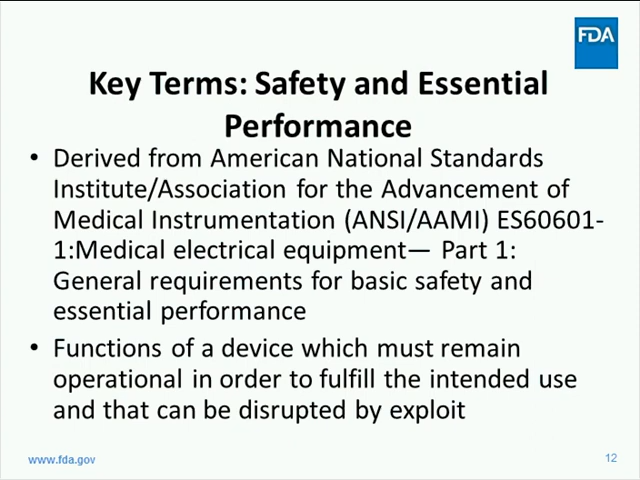 FDA
Key Terms: Safety and Essential
Performance
• Derived from American National Standards
Institute/Association for the Advancement of
Medical Instrumentation (ANSI/AAMI) ES60601-
1:Medical electrical equipment— Part 1:
General requirements for basic safety and
essential performance
• Functions of a device which must remain
operational in order to fulfill the intended use
and that can be disrupted by exploit
www.fda.gov
12